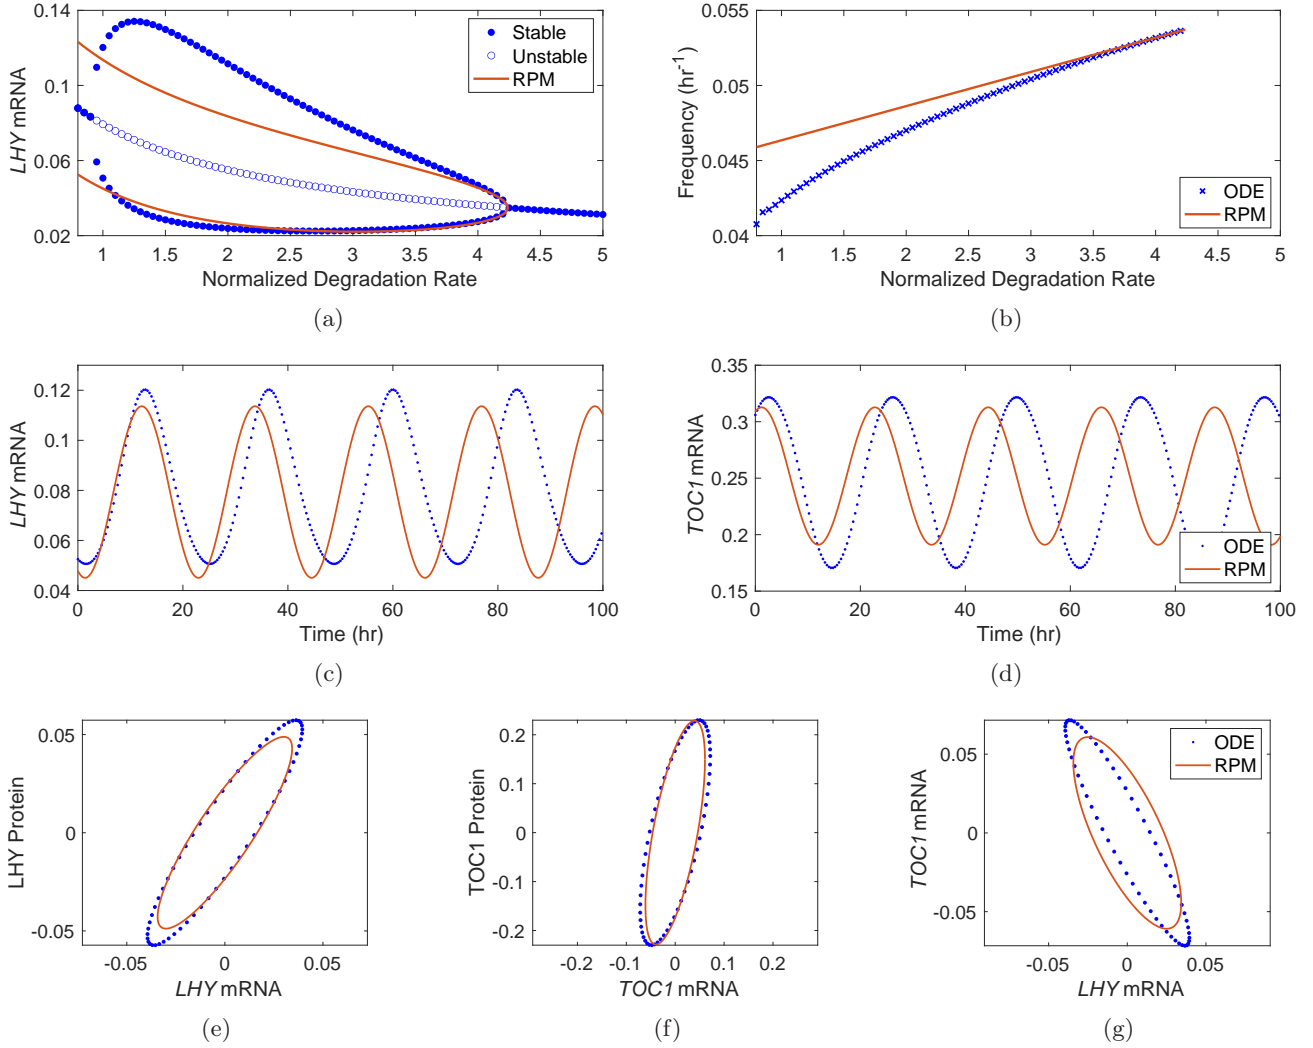 0.14
0.1
0.06
0.02
LHY mRNA
Stable
Unstable
RPM
1 1.5 2 2.5 3 3.5 4 4.5 5
Normalized Degradation Rate
(a)
0.055
0.05
0.045
0.04
Frequency (hr-1)
ODE
RPM
1 1.5 2 2.5 3 3.5 4 4.5 5
Normalized Degradation Rate
(b)
0.12
0.1
0.08
0.06
0.04
LHY mRNA
0 20 40 60 80 100
Time (hr)
(c)
0.35
0.3
0.25
0.2
0.15
TOC1 mRNA
ODE
RPM
0 20 40 60 80 100
Time (hr)
(d)
0.05
0
-0.05
LHY Protein
-0.05 0 0.05
LHY mRNA
(e)
0.2
0.1
0
-0.1
-0.2
TOC1 Protein
-0.2 -0.1 0 0.1 0.2
TOC1 mRNA
(f)
0.05
0
-0.05
TOC1 mRNA
ODE
RPM
-0.05 0 0.05
LHY mRNA
(g)